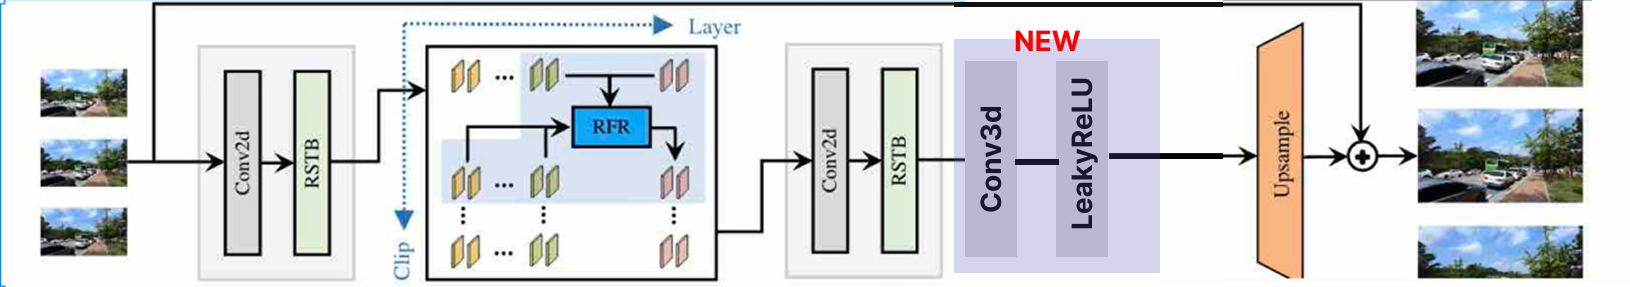 Layer
NEW
Conv2d
RSTB
...
RFR
...
...
Clip
Conv2d
RSTB
Conv3d
LeakyReLU
Upsample